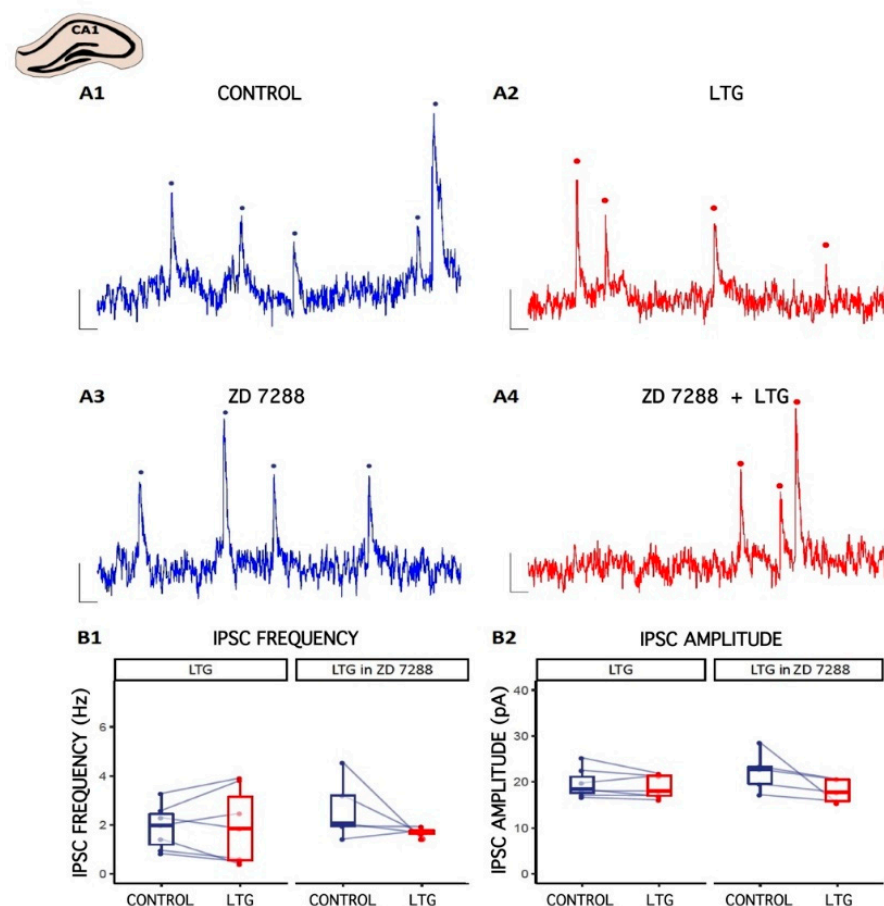 CA1
A1 CONTROL A2 LTG
A3 ZD 7288 A4 ZD 7288 + LTG
B1 IPSC FREQUENCY B2 IPSC AMPLITUDE
LTG LTG in ZD 7288 LTG LTG in ZD 7288
IPSC FREQUENCY (Hz)
6
4
2
0
IPSC AMPLITUDE (pA)
40
30
20
10
0
CONTROL LTG CONTROL LTG CONTROL LTG CONTROL LTG